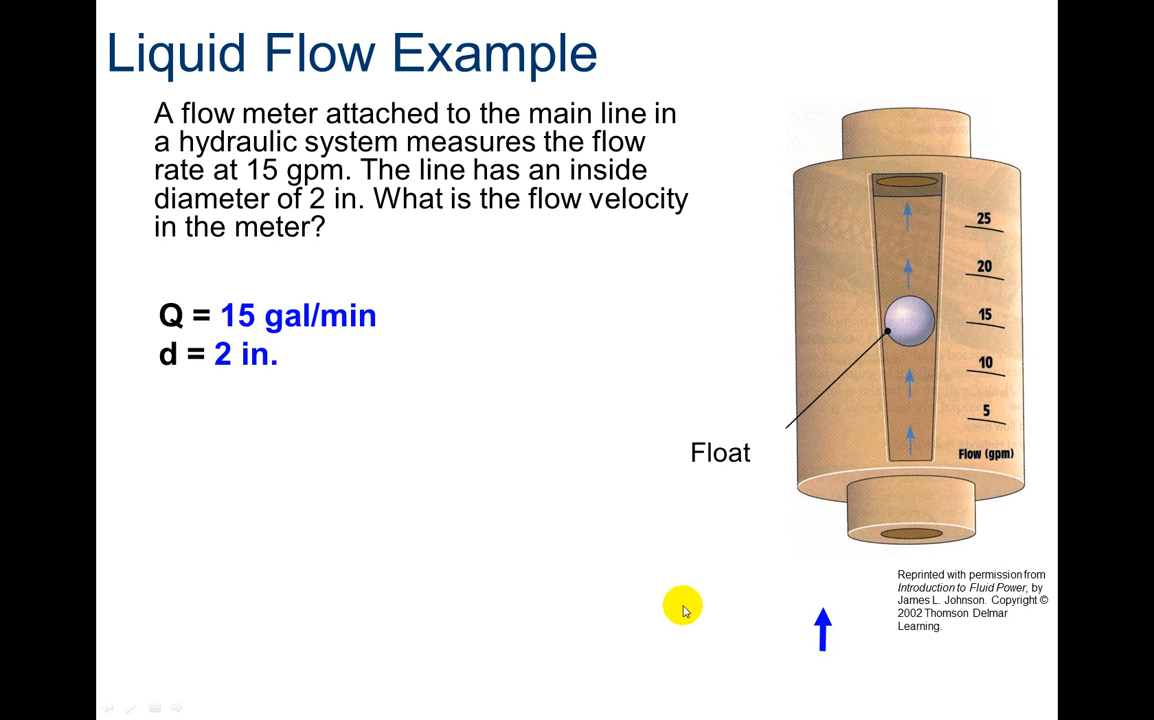 Liquid Flow Example
A flow meter attached to the main line in
a hydraulic system measures the flow
rate at 15 gpm. The line has an inside
diameter of 2 in. What is the flow velocity
in the meter?
Q = 15 gal/min
d = 2 in.
Float
25
20
15
10
5
Flow (gpm)
Reprinted with permission from
Introduction to Fluid Power, by
James L. Johnson. Copyright ©
2002 Thomson Delmar
Learning.